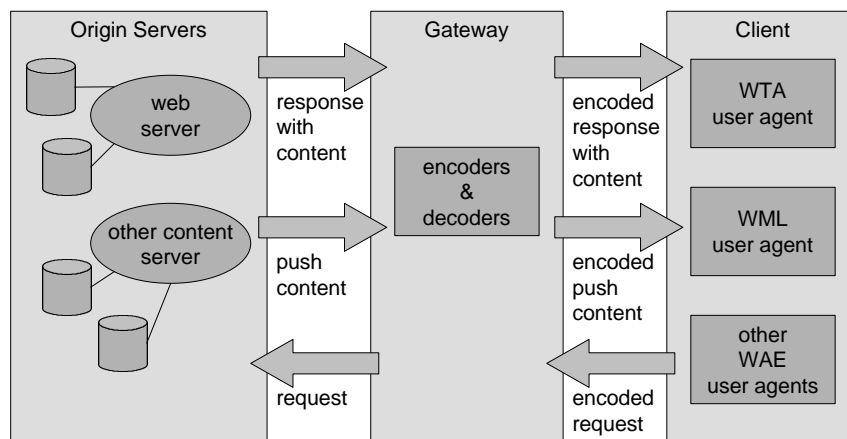 Origin Servers
web
server
other content
server
response
with
content
push
content
request
Gateway
encoders
&
decoders
encoded
response
with
content
encoded
push
content
encoded
request
Client
WTA
user agent
WML
user agent
other
WAE
user agents